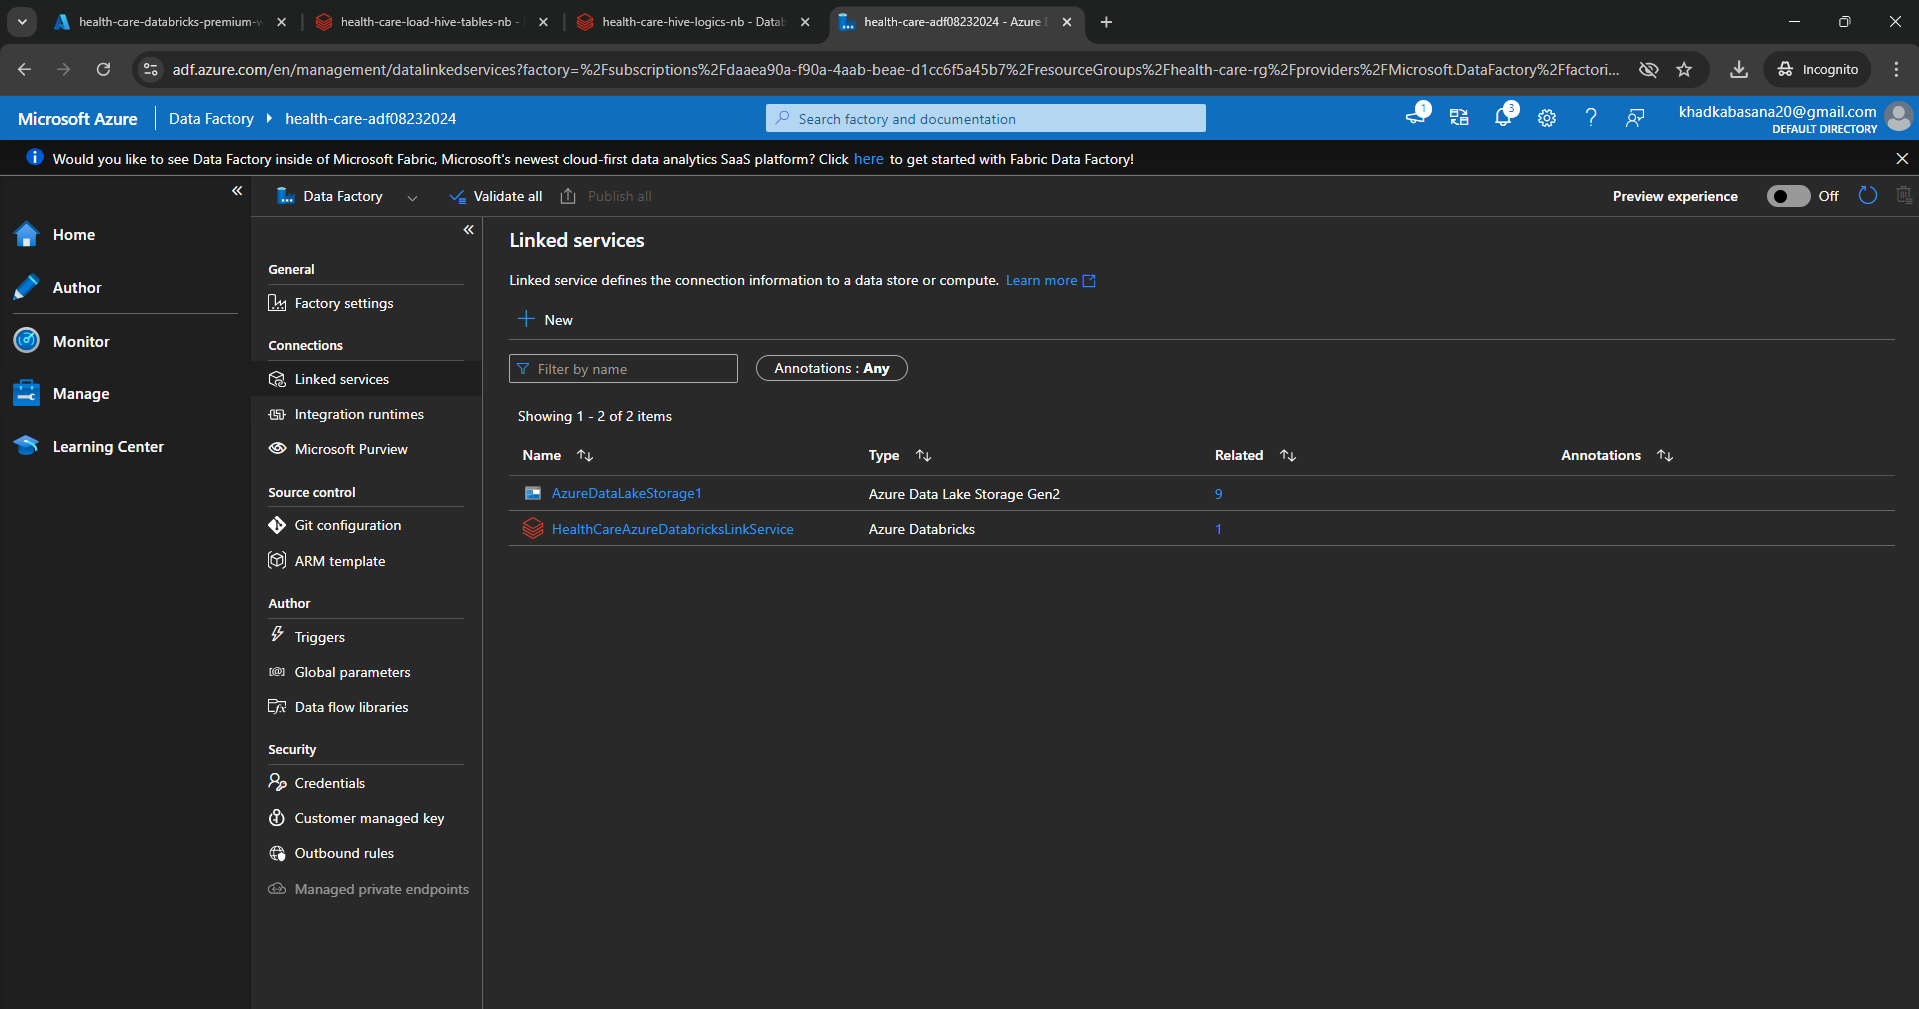 health-care-databricks-premium-w
health-care-load-hive-tables-nb -
health-care-hive-logics-nb - Datab
health-care-adf08232024 - Azure
adf.azure.com/en/management/datalinkedservices?factory=%2Fsubscriptions%2Fdaaea90a-f90a-4aab-beae-d1cc6f5a45b7%2FresourceGroups%2Fhealth-care-rg%2Fproviders%2FMicrosoft.DataFactory%2Ffactori...
Incognito
Microsoft Azure
Data Factory
health-care-adf08232024
Search factory and documentation
1
3
khadkabasana20@gmail.com
DEFAULT DIRECTORY
Would you like to see Data Factory inside of Microsoft Fabric, Microsoft's newest cloud-first data analytics SaaS platform? Click here to get started with Fabric Data Factory!
Data Factory
Validate all
Publish all
Preview experience
Off
Home
Author
Monitor
Manage
Learning Center
General
Factory settings
Connections
Linked services
Integration runtimes
Microsoft Purview
Source control
Git configuration
ARM template
Author
Triggers
Global parameters
Data flow libraries
Security
Credentials
Customer managed key
Outbound rules
Managed private endpoints
Linked services
Linked service defines the connection information to a data store or compute. Learn more
New
Filter by name
Annotations : Any
Showing 1 - 2 of 2 items
Name
Type
Related
Annotations
AzureDataLakeStorage1
Azure Data Lake Storage Gen2
9
HealthCareAzureDatabricksLinkService
Azure Databricks
1